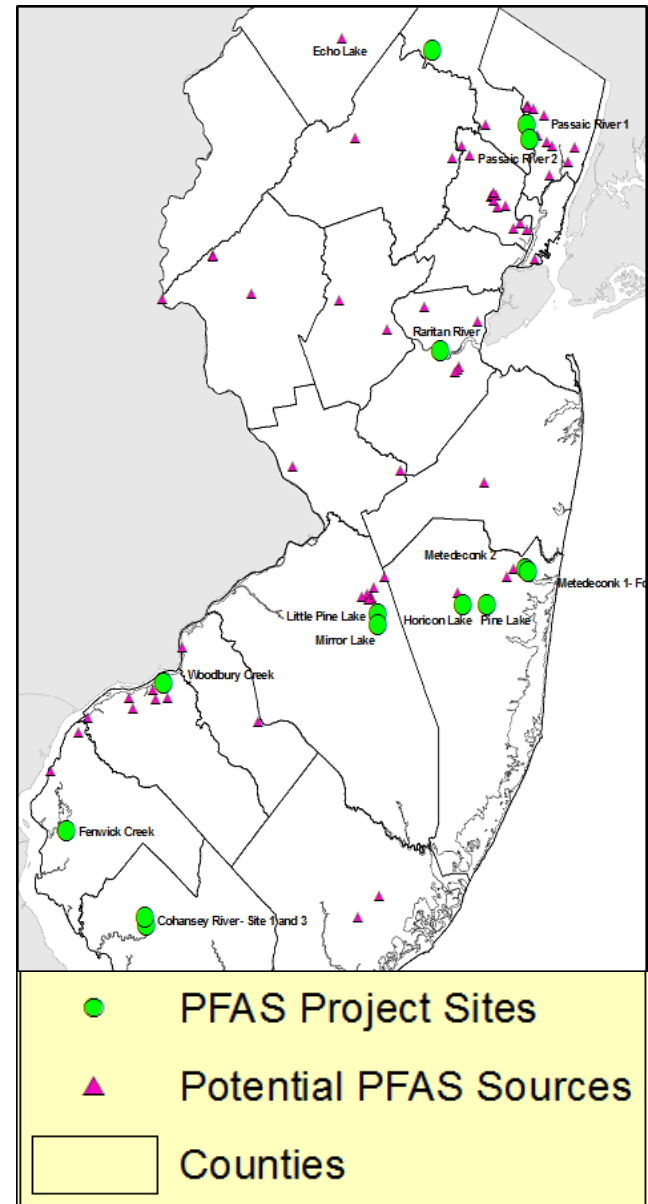 Echo Lake
Passaic River 1
Passaic River 2
Raritan River
Metedeconk 2
Metedeconk 1- Fo
Little Pine Lake
Horicon Lake
Pine Lake
Mirror Lake
Woodbury Creek
Fenwick Creek
Cohansey River- Site 1 and 3
PFAS Project Sites
Potential PFAS Sources
Counties